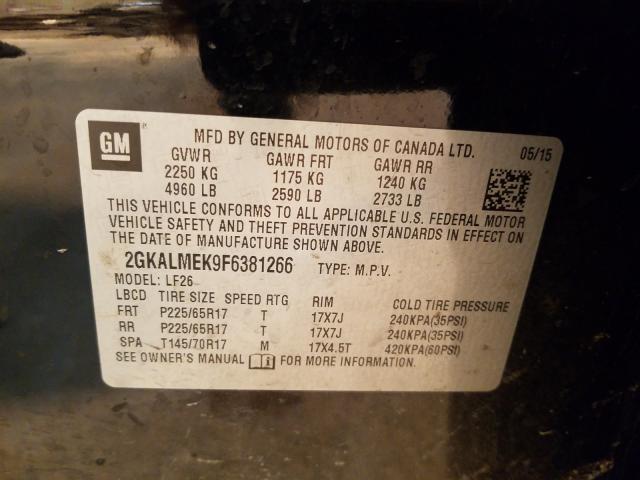 GM
MFD BY GENERAL MOTORS OF CANADA LTD. 05/15
GVWR GAWR FRT GAWR RR
2250 KG 1175 KG 1240 KG
4960 LB 2590 LB 2733 LB
THIS VEHICLE CONFORMS TO ALL APPLICABLE U.S. FEDERAL MOTOR
VEHICLE SAFETY AND THEFT PREVENTION STANDARDS IN EFFECT ON
THE DATE OF MANUFACTURE SHOWN ABOVE.
2GKALMEK9F6381266 TYPE: M.P.V.
MODEL: LF26
LBCD TIRE SIZE SPEED RTG RIM COLD TIRE PRESSURE
FRT P225/65R17 T 17X7J 240KPA(35PSI)
RR P225/65R17 T 17X7J 240KPA(35PSI)
SPA T145/70R17 M 17X4.5T 420KPA(60PSI)
SEE OWNER'S MANUAL FOR MORE INFORMATION.